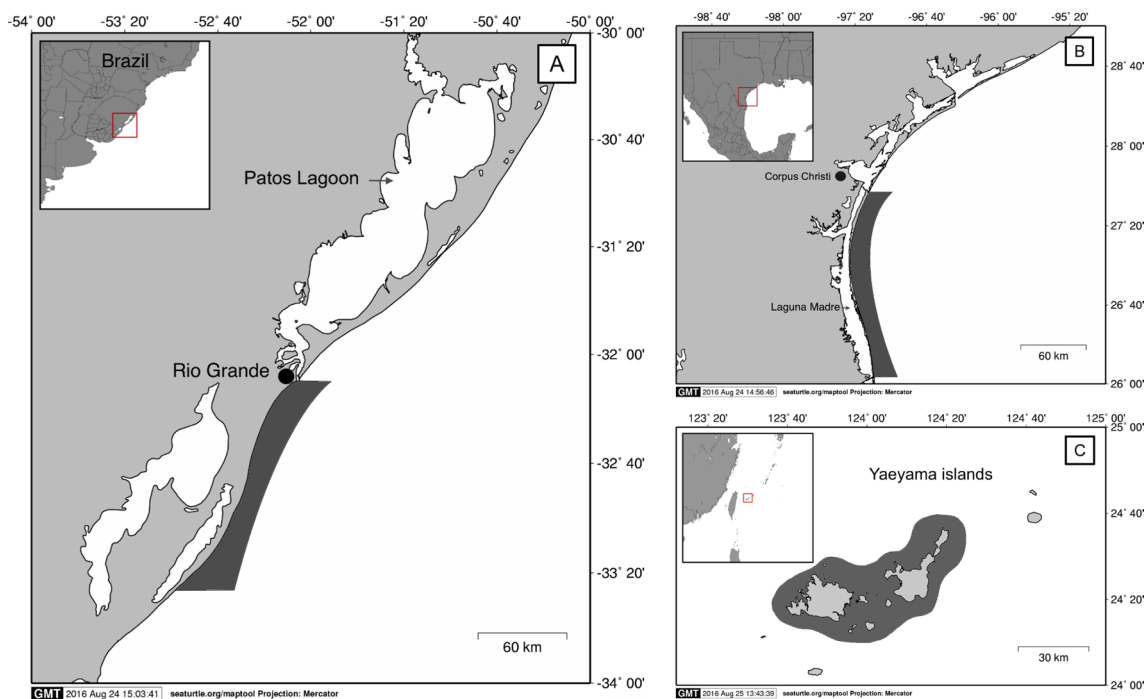 -54° 00' -53° 20' -52° 40' -52° 00' -51° 20' -50° 40' -50° 00'
-30° 00'
Brazil
A
-30° 40'
Patos Lagoon
-31° 20'
-32° 00'
Rio Grande
-32° 40'
-33° 20'
60 km
-34° 00'
GMT 2016 Aug 24 15:03:41 seaturtle.org/maptool Projection: Mercator
-98° 40' -98° 00' -97° 20' -96° 40' -96° 00' -95° 20'
B
28° 40'
28° 00'
Corpus Christi
27° 20'
Laguna Madre
26° 40'
60 km
26° 00'
GMT 2016 Aug 24 14:56:46 seaturtle.org/maptool Projection: Mercator
123° 20' 123° 40' 124° 00' 124° 20' 124° 40' 125° 00'
25° 00'
C
Yaeyama islands
24° 40'
24° 20'
30 km
24° 00'
GMT 2016 Aug 25 13:43:39 seaturtle.org/maptool Projection: Mercator